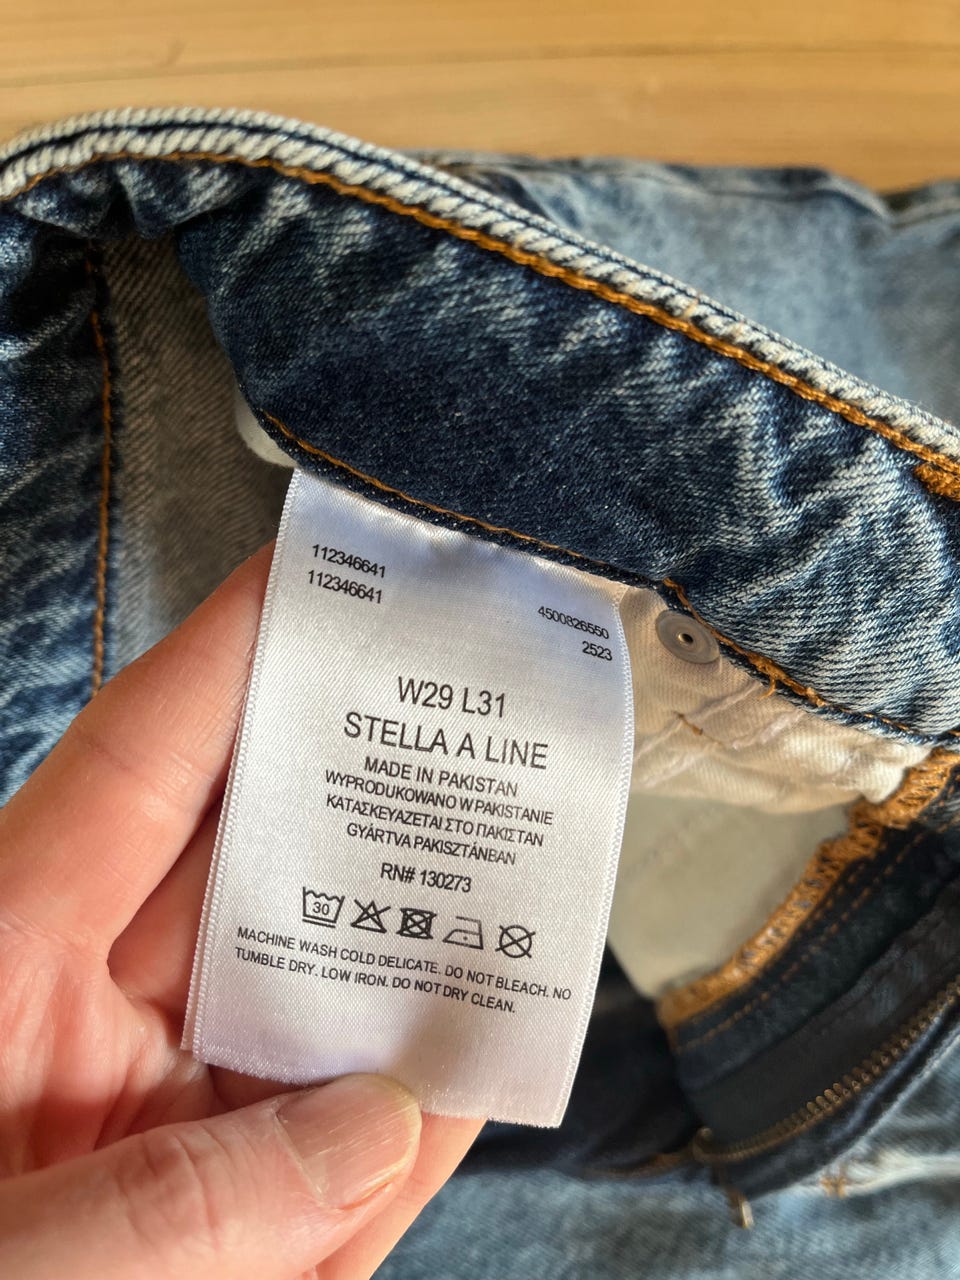 112346641
112346641
4500826550
2523
W29 L31
STELLA A LINE
MADE IN PAKISTAN
WYPRODUKOWANO W PAKISTANIE
ΚΑΤΑΣΚΕΥΑΖΕΤΑΙ ΣΤΟ ΠΑΚΙΣΤΑΝ
GYÁRTVA PAKISZTÁNBAN
RN# 130273
30
MACHINE WASH COLD DELICATE. DO NOT BLEACH. NO
TUMBLE DRY. LOW IRON. DO NOT DRY CLEAN.